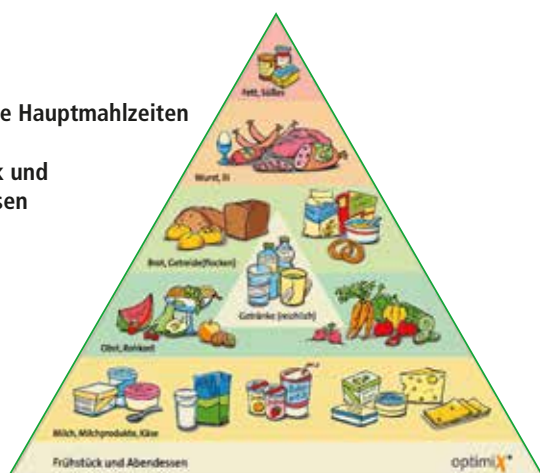 Fett, Süßes
e Hauptmahlzeiten
Wurst, Ei
k und
sen
Brot, Getreide(flocken)
Getränke (reichlich)
Obst, Rohkost
Milch, Milchprodukte, Käse
Frühstück und Abendessen
optimiX